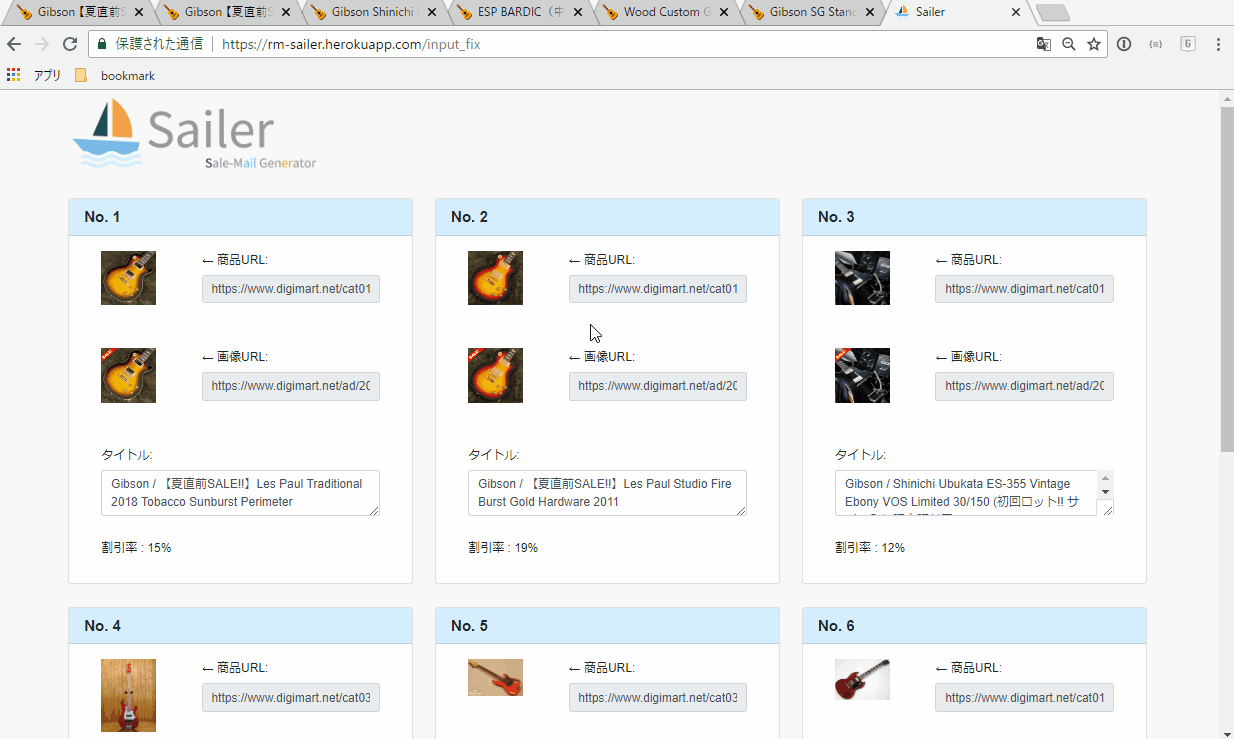 Gibson【夏直前S
Gibson【夏直前S
Gibson Shinichi
ESP BARDIC（中
Wood Custom G
Gibson SG Stan
Sailer
保護された通信
https://rm-sailer.herokuapp.com/input_fix
アプリ
bookmark
Sailer
Sale-Mail Generator
No. 1
No. 2
No. 3
← 商品URL:
← 商品URL:
← 商品URL:
https://www.digimart.net/cat01
https://www.digimart.net/cat01
https://www.digimart.net/cat01
← 画像URL:
← 画像URL:
← 画像URL:
https://www.digimart.net/ad/20
https://www.digimart.net/ad/20
https://www.digimart.net/ad/20
タイトル:
タイトル:
タイトル:
Gibson / 【夏直前SALE!!】Les Paul Traditional
2018 Tobacco Sunburst Perimeter
Gibson / 【夏直前SALE!!】Les Paul Studio Fire
Burst Gold Hardware 2011
Gibson / Shinichi Ubukata ES-355 Vintage
Ebony VOS Limited 30/150 (初回ロット!! サ
割引率 : 15%
割引率 : 19%
割引率 : 12%
No. 4
No. 5
No. 6
← 商品URL:
← 商品URL:
← 商品URL:
https://www.digimart.net/cat03
https://www.digimart.net/cat03
https://www.digimart.net/cat01